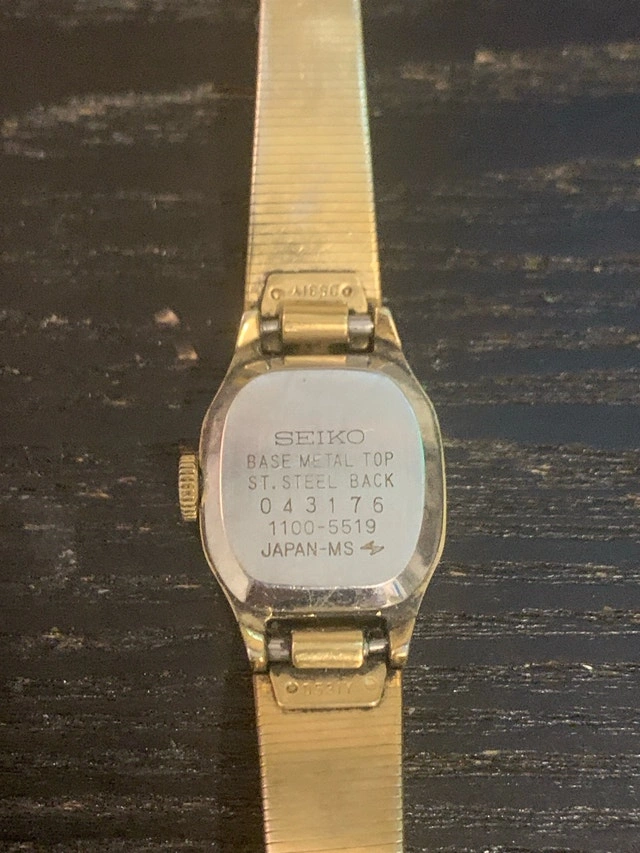 SEIKO
BASE METAL TOP
ST. STEEL BACK
043176
1100-5519
JAPAN-MS